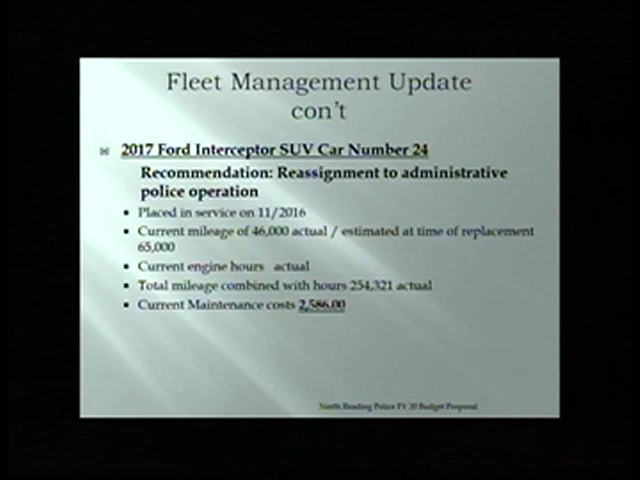 Fleet Management Update
con't
2017 Ford Interceptor SUV Car Number 24
Recommendation: Reassignment to administrative
police operation
• Placed in service on 11/2016
• Current mileage of 46,000 actual / estimated at time of replacement
65,000
• Current engine hours actual
• Total mileage combined with hours 254,321 actual
• Current Maintenance costs 2,586.00
North Reading Police FY 20 Budget Proposal